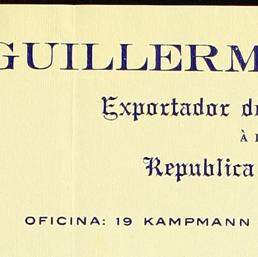 GUILLERM
Exportador d
À
Republica
OFICINA: 19 KAMPMANN